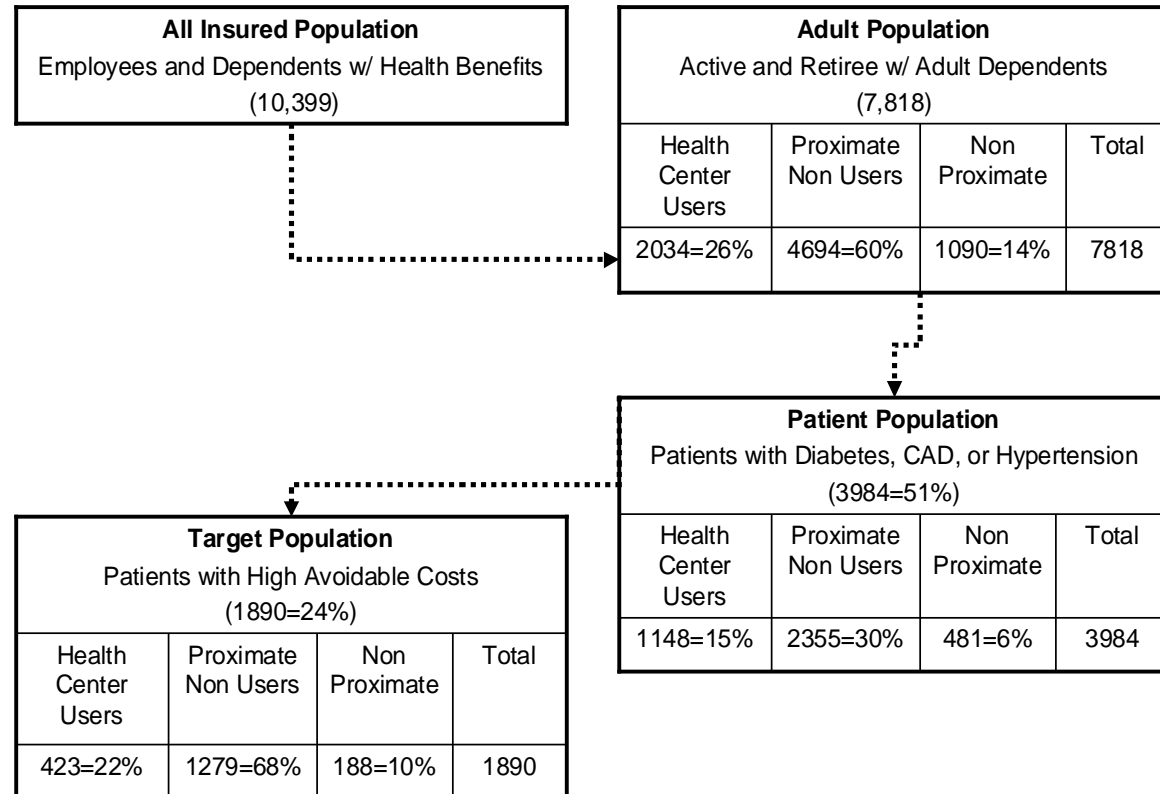 All Insured Population
Employees and Dependents w/ Health Benefits
(10,399)
Adult Population
Active and Retiree w/ Adult Dependents
(7,818)
Health Center Users
Proximate Non Users
Non Proximate
Total
2034=26%
4694=60%
1090=14%
7818
Patient Population
Patients with Diabetes, CAD, or Hypertension
(3984=51%)
Health Center Users
Proximate Non Users
Non Proximate
Total
1148=15%
2355=30%
481=6%
3984
Target Population
Patients with High Avoidable Costs
(1890=24%)
Health Center Users
Proximate Non Users
Non Proximate
Total
423=22%
1279=68%
188=10%
1890